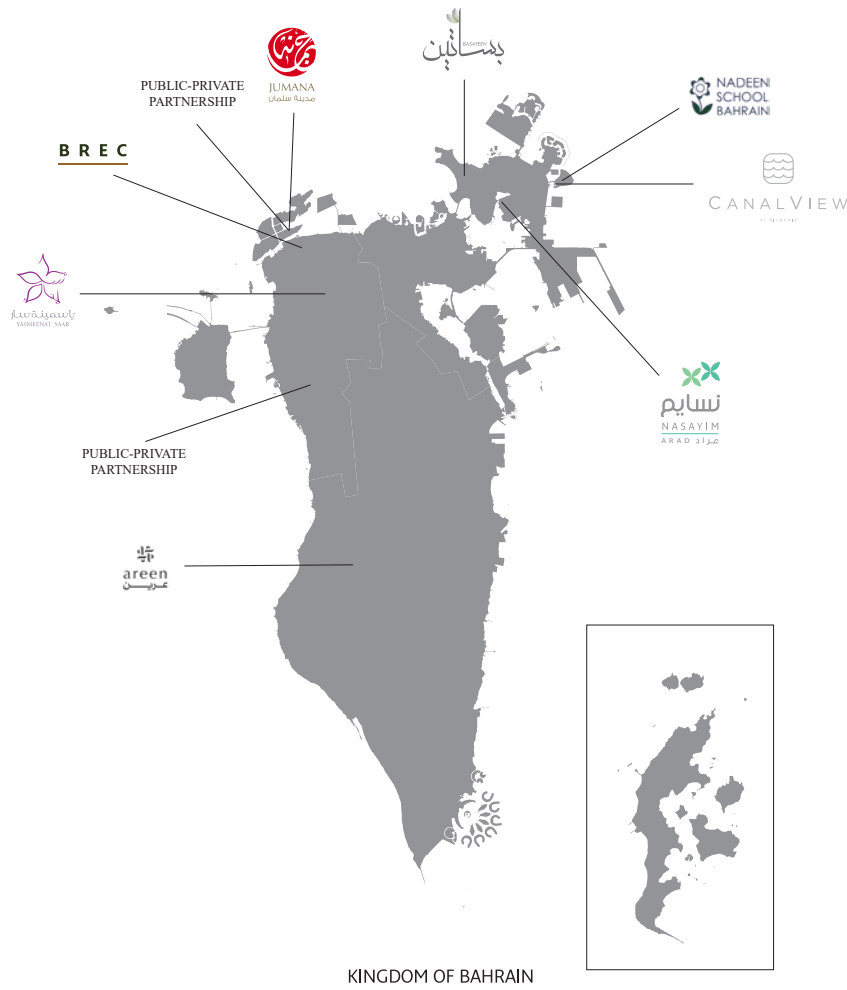 بساتين
BASATEEN
JUMANA
مدينة سلمان
PUBLIC-PRIVATE
PARTNERSHIP
NADEEN
SCHOOL
BAHRAIN
BREC
CANALVIEW
ياسمينة سار
YASMEENAT SAAR
نسايم
NASAYIM
ARAD عراد
PUBLIC-PRIVATE
PARTNERSHIP
areen
عرين
KINGDOM OF BAHRAIN